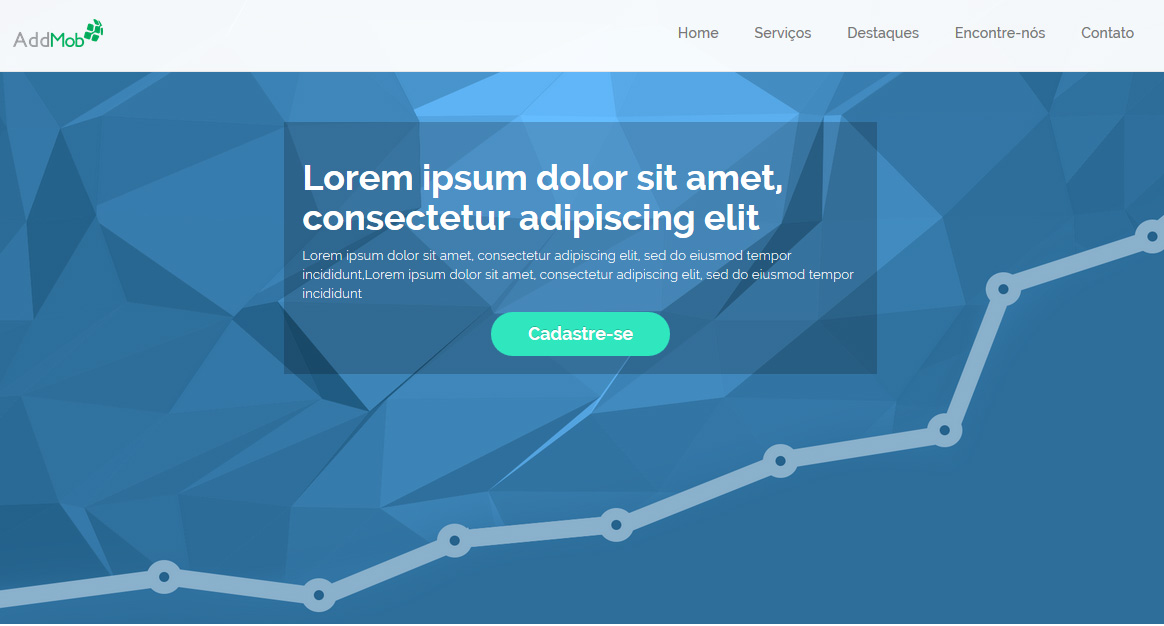 AddMob
Home Serviços Destaques Encontre-nós Contato
Lorem ipsum dolor sit amet,
consectetur adipiscing elit
Lorem ipsum dolor sit amet, consectetur adipiscing elit, sed do eiusmod tempor
incididunt,Lorem ipsum dolor sit amet, consectetur adipiscing elit, sed do eiusmod tempor
incididunt
Cadastre-se